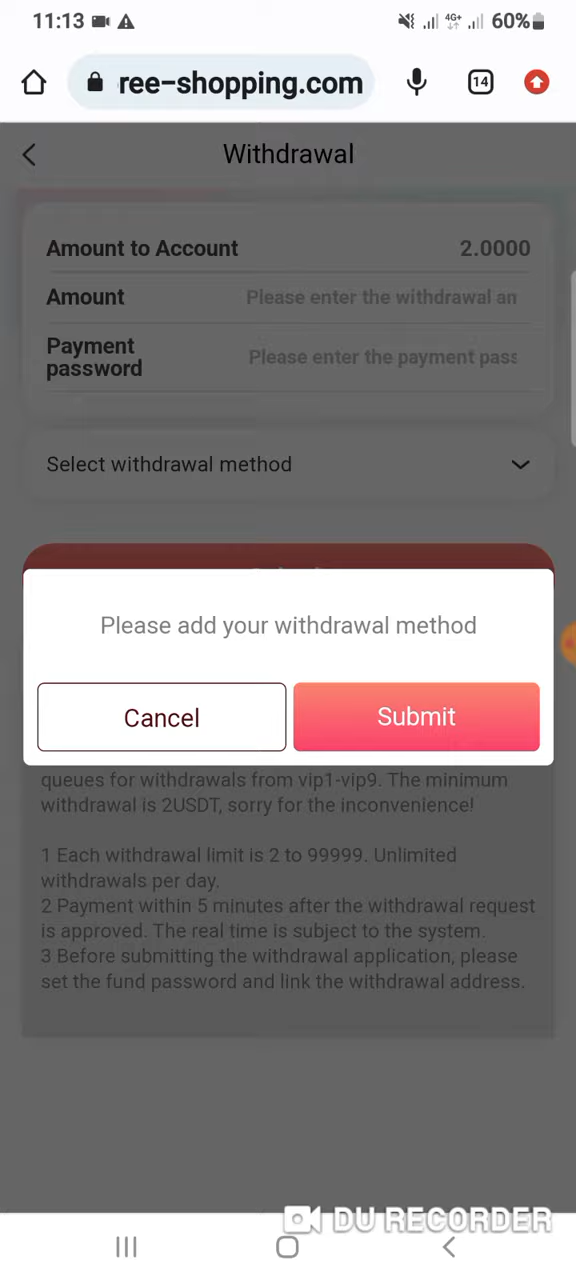 11:13 4G+ 60%
ree-shopping.com 14
Withdrawal
Amount to Account 2.0000
Amount Please enter the withdrawal an
Payment
password Please enter the payment pass
Select withdrawal method
Please add your withdrawal method
Cancel Submit
queues for withdrawals from vip1-vip9. The minimum
withdrawal is 2USDT, sorry for the inconvenience!
1 Each withdrawal limit is 2 to 99999. Unlimited
withdrawals per day.
2 Payment within 5 minutes after the withdrawal request
is approved. The real time is subject to the system.
3 Before submitting the withdrawal application, please
set the fund password and link the withdrawal address.
DU RECORDER